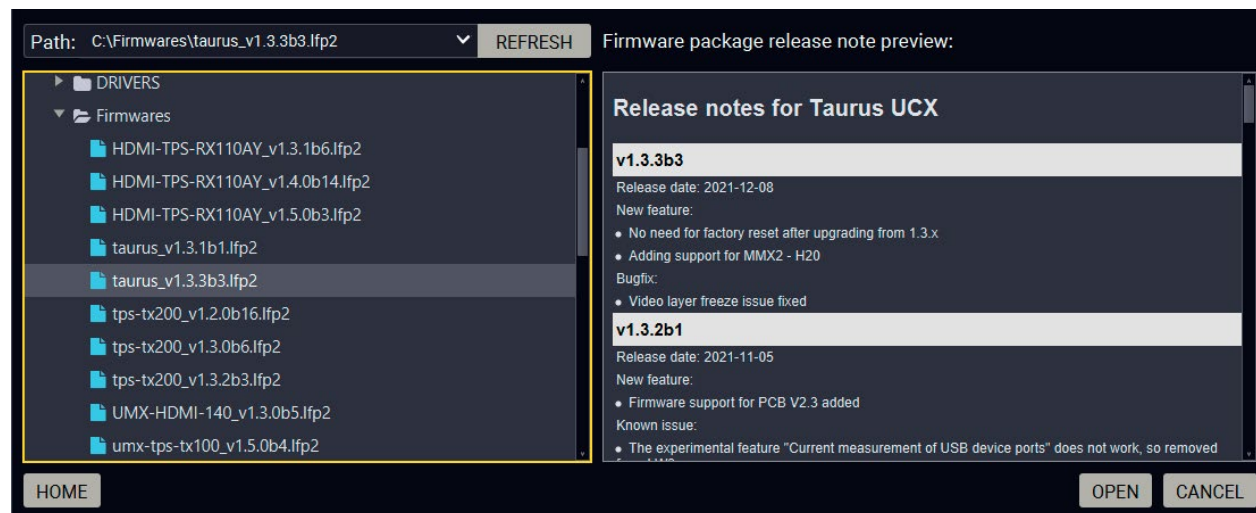 Path: C:\Firmwares\taurus_v1.3.3b3.lfp2 REFRESH
DRIVERS
Firmwares
HDMI-TPS-RX110AY_v1.3.1b6.lfp2
HDMI-TPS-RX110AY_v1.4.0b14.lfp2
HDMI-TPS-RX110AY_v1.5.0b3.lfp2
taurus_v1.3.1b1.lfp2
taurus_v1.3.3b3.lfp2
tps-tx200_v1.2.0b16.lfp2
tps-tx200_v1.3.0b6.lfp2
tps-tx200_v1.3.2b3.lfp2
UMX-HDMI-140_v1.3.0b5.lfp2
umx-tps-tx100_v1.5.0b4.lfp2
HOME
Firmware package release note preview:
Release notes for Taurus UCX
v1.3.3b3
Release date: 2021-12-08
New feature:
• No need for factory reset after upgrading from 1.3.x
• Adding support for MMX2 - H20
Bugfix:
• Video layer freeze issue fixed
v1.3.2b1
Release date: 2021-11-05
New feature:
• Firmware support for PCB V2.3 added
Known issue:
• The experimental feature "Current measurement of USB device ports" does not work, so removed
OPEN CANCEL